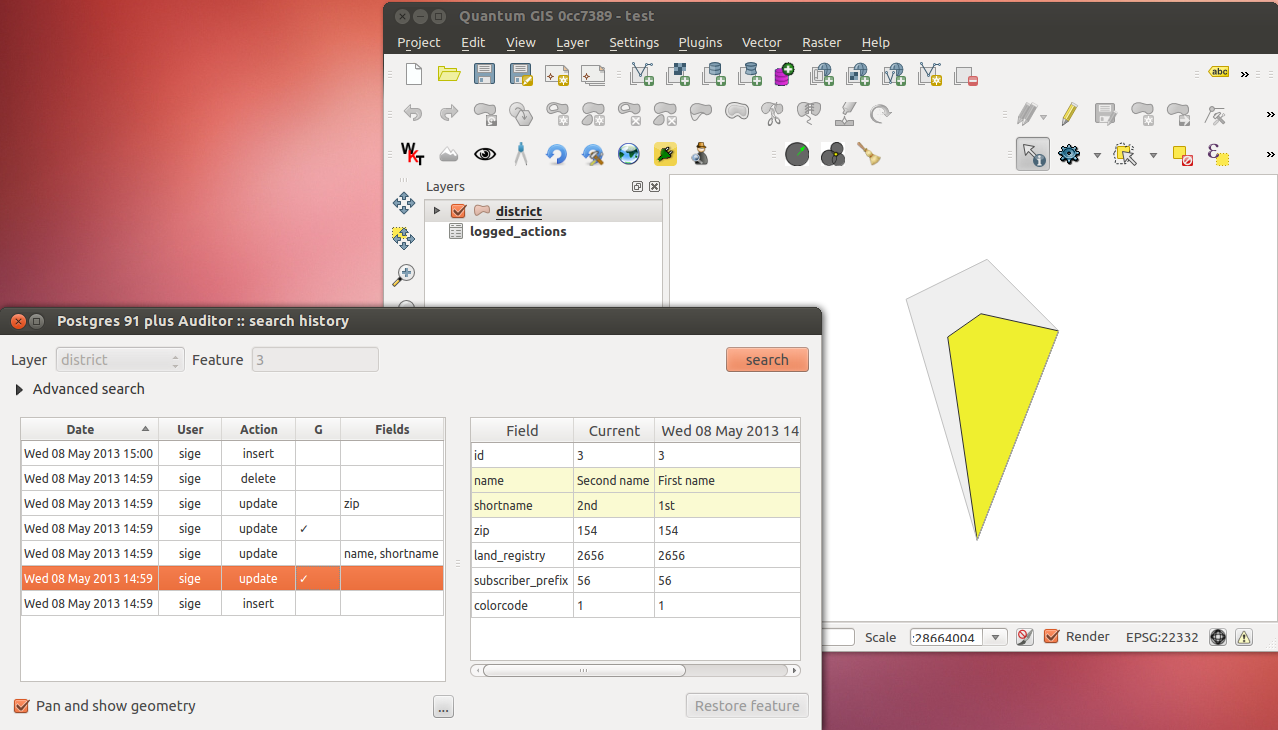 Quantum GIS 0cc7389 - test
Project Edit View Layer Settings Plugins Vector Raster Help
abc »
»
WKT
ε »
Layers
district
logged_actions
Postgres 91 plus Auditor :: search history
Layer district Feature 3 search
Advanced search
Date User Action G Fields
Wed 08 May 2013 15:00 sige insert
Wed 08 May 2013 14:59 sige delete
Wed 08 May 2013 14:59 sige update zip
Wed 08 May 2013 14:59 sige update ✓
Wed 08 May 2013 14:59 sige update name, shortname
Wed 08 May 2013 14:59 sige update ✓
Wed 08 May 2013 14:59 sige insert
Field Current Wed 08 May 2013 14
id 3 3
name Second name First name
shortname 2nd 1st
zip 154 154
land_registry 2656 2656
subscriber_prefix 56 56
colorcode 1 1
Scale :28664004 Render EPSG:22332
Pan and show geometry ... Restore feature